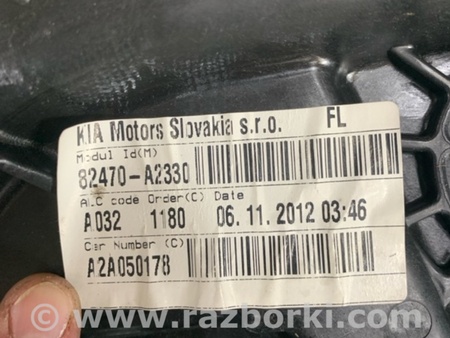 KIA Motors Slovakia s.r.o. FL
Modul Id(M)
82470-A2330
ALC code Order(C) Date
A032 1180 06.11.2012 03:46
Car Number (C)
A2A050178
© www.razborki.com